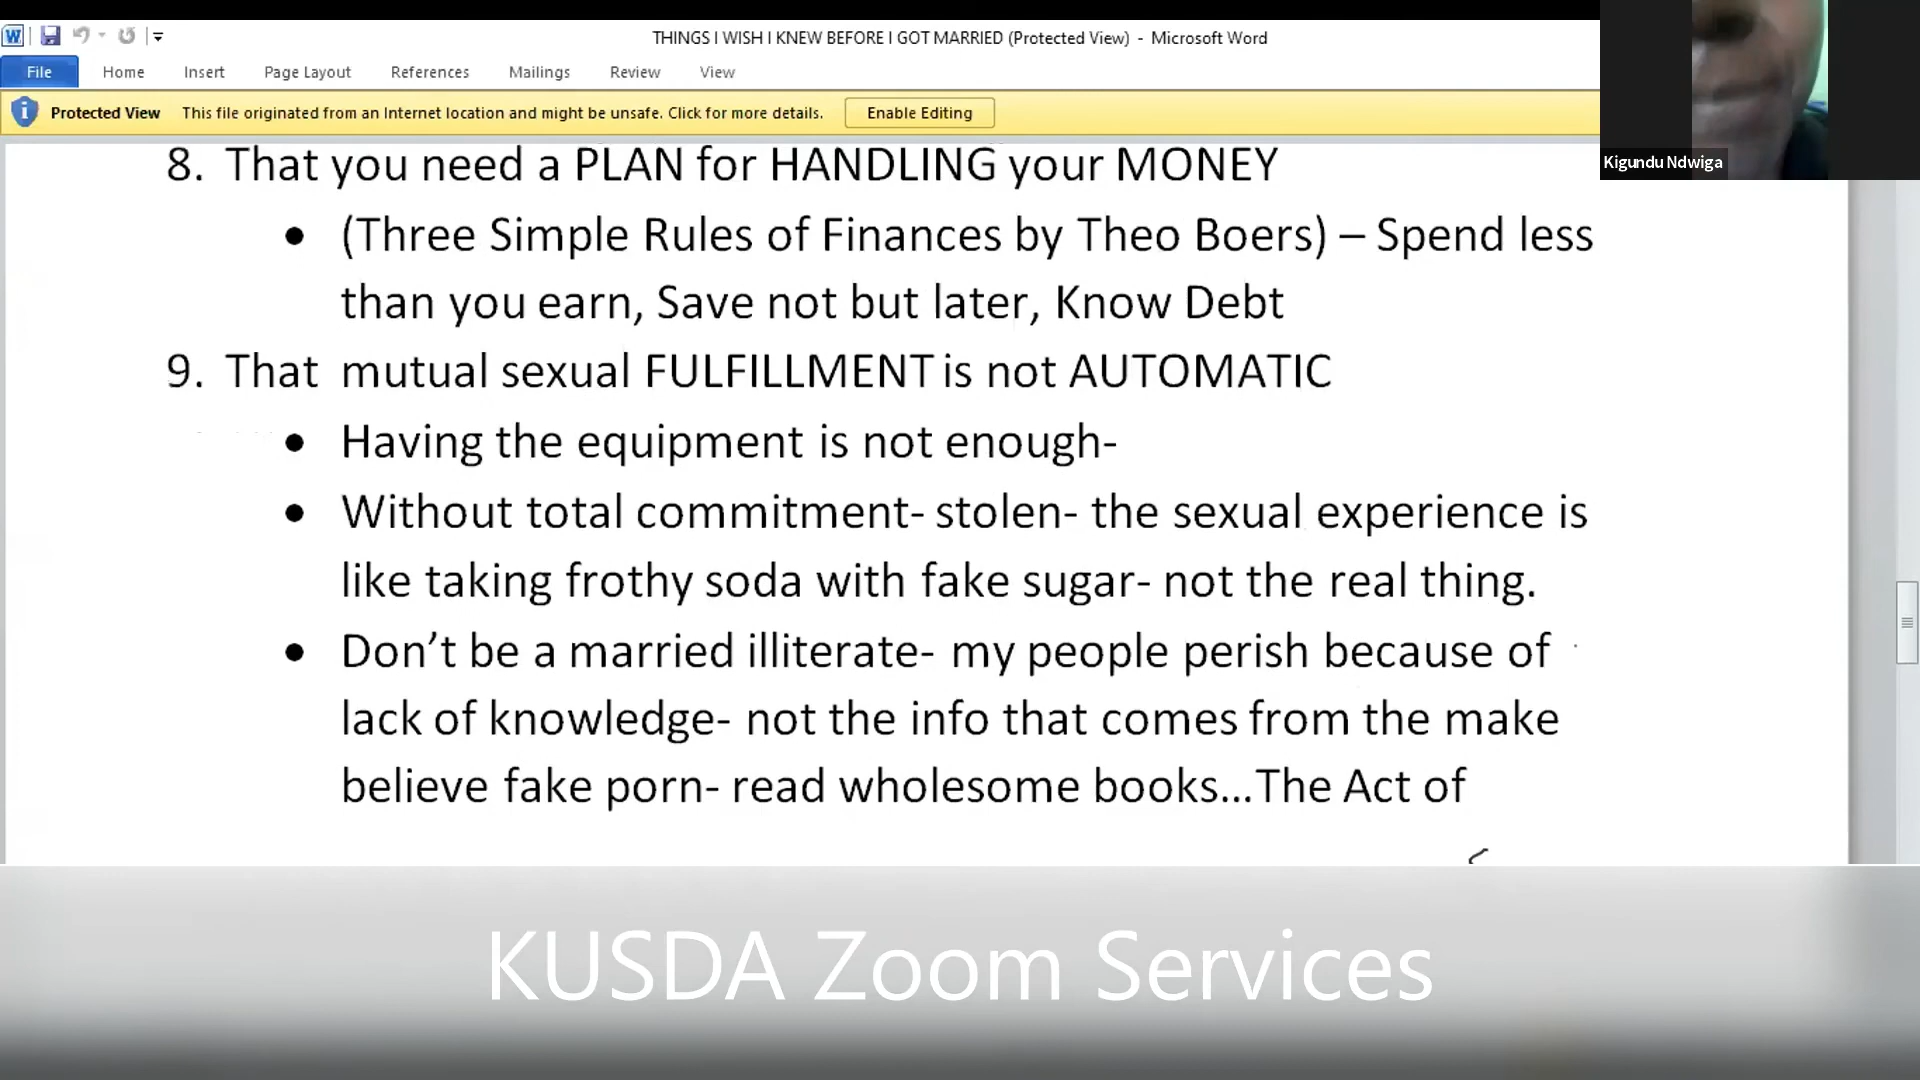 THINGS I WISH I KNEW BEFORE I GOT MARRIED (Protected View) - Microsoft Word
File Home Insert Page Layout References Mailings Review View
Protected View This file originated from an Internet location and might be unsafe. Click for more details. Enable Editing
Kigundu Ndwiga
8. That you need a PLAN for HANDLING your MONEY
• (Three Simple Rules of Finances by Theo Boers) – Spend less
than you earn, Save not but later, Know Debt
9. That mutual sexual FULFILLMENT is not AUTOMATIC
• Having the equipment is not enough-
• Without total commitment- stolen- the sexual experience is
like taking frothy soda with fake sugar- not the real thing.
• Don’t be a married illiterate- my people perish because of
lack of knowledge- not the info that comes from the make
believe fake porn- read wholesome books...The Act of
KUSDA Zoom Services